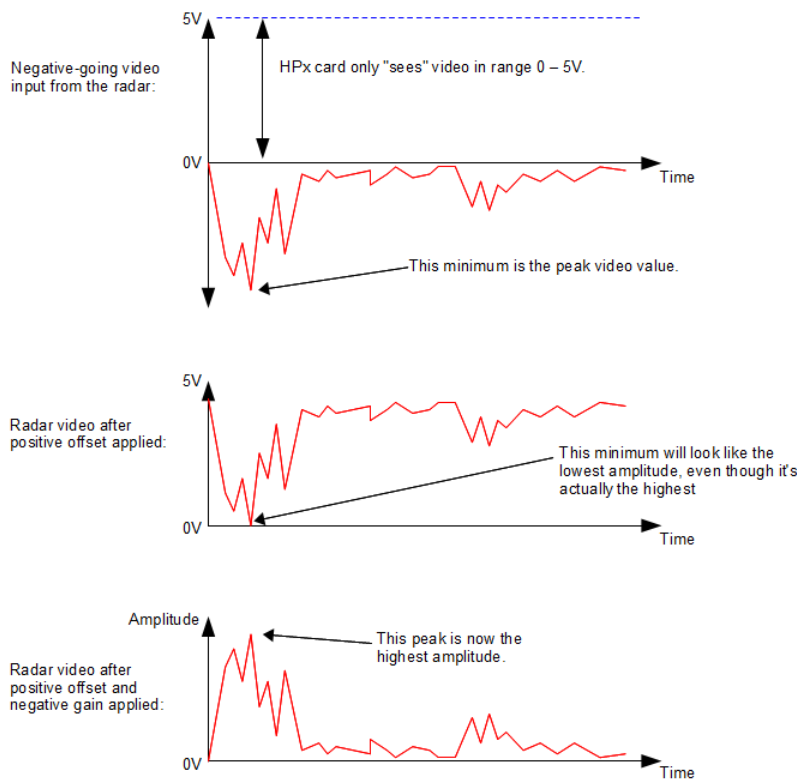 5V
Negative-going video
input from the radar:
HPx card only "sees" video in range 0 – 5V.
0V
Time
This minimum is the peak video value.
5V
Radar video after
positive offset applied:
This minimum will look like the
lowest amplitude, even though it's
actually the highest
0V
Time
Amplitude
This peak is now the
highest amplitude.
Radar video after
positive offset and
negative gain applied:
0V
Time